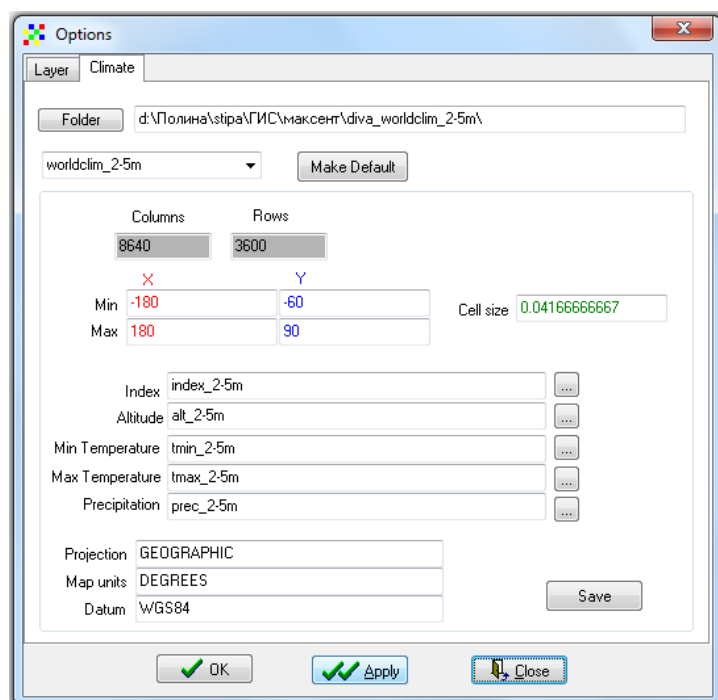 Options
Layer Climate
Folder d:\Полина\stipa\ГИС\максент\diva_worldclim_2-5m\
worldclim_2-5m Make Default
Columns Rows
8640 3600
X Y
Min -180 -60 Cell size 0.04166666667
Max 180 90
Index index_2-5m ...
Altitude alt_2-5m ...
Min Temperature tmin_2-5m ...
Max Temperature tmax_2-5m ...
Precipitation prec_2-5m ...
Projection GEOGRAPHIC
Map units DEGREES
Datum WGS84
Save
OK Apply Close